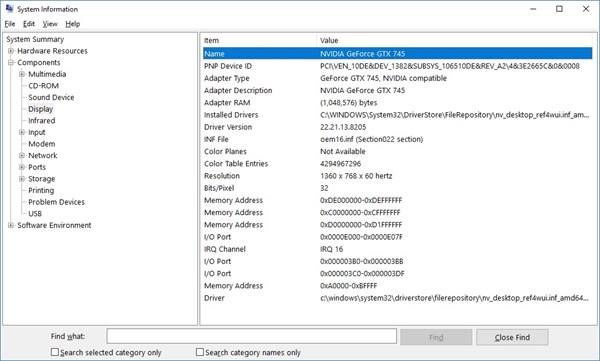 System Information
File Edit View Help
System Summary
Hardware Resources
Components
Multimedia
CD-ROM
Sound Device
Display
Infrared
Input
Modem
Network
Ports
Storage
Printing
Problem Devices
USB
Software Environment
Item Value
Name NVIDIA GeForce GTX 745
PNP Device ID PCI\VEN_10DE&DEV_1382&SUBSYS_106510DE&REV_A2\4&3E2665C&0&0008
Adapter Type GeForce GTX 745, NVIDIA compatible
Adapter Description NVIDIA GeForce GTX 745
Adapter RAM (1,048,576) bytes
Installed Drivers C:\WINDOWS\System32\DriverStore\FileRepository\nv_desktop_ref4wui.inf_am...
Driver Version 22.21.13.8205
INF File oem16.inf (Section022 section)
Color Planes Not Available
Color Table Entries 4294967296
Resolution 1360 x 768 x 60 hertz
Bits/Pixel 32
Memory Address 0xDE000000-0xDEFFFFFF
Memory Address 0xC0000000-0xCFFFFFFF
Memory Address 0xD0000000-0xD1FFFFFF
I/O Port 0x0000E000-0x0000E07F
IRQ Channel IRQ 16
I/O Port 0x000003B0-0x000003BB
I/O Port 0x000003C0-0x000003DF
Memory Address 0xA0000-0xBFFFF
Driver c:\windows\system32\driverstore\filerepository\nv_desktop_ref4wui.inf_amd64...
Find what: Find Close Find
Search selected category only Search category names only